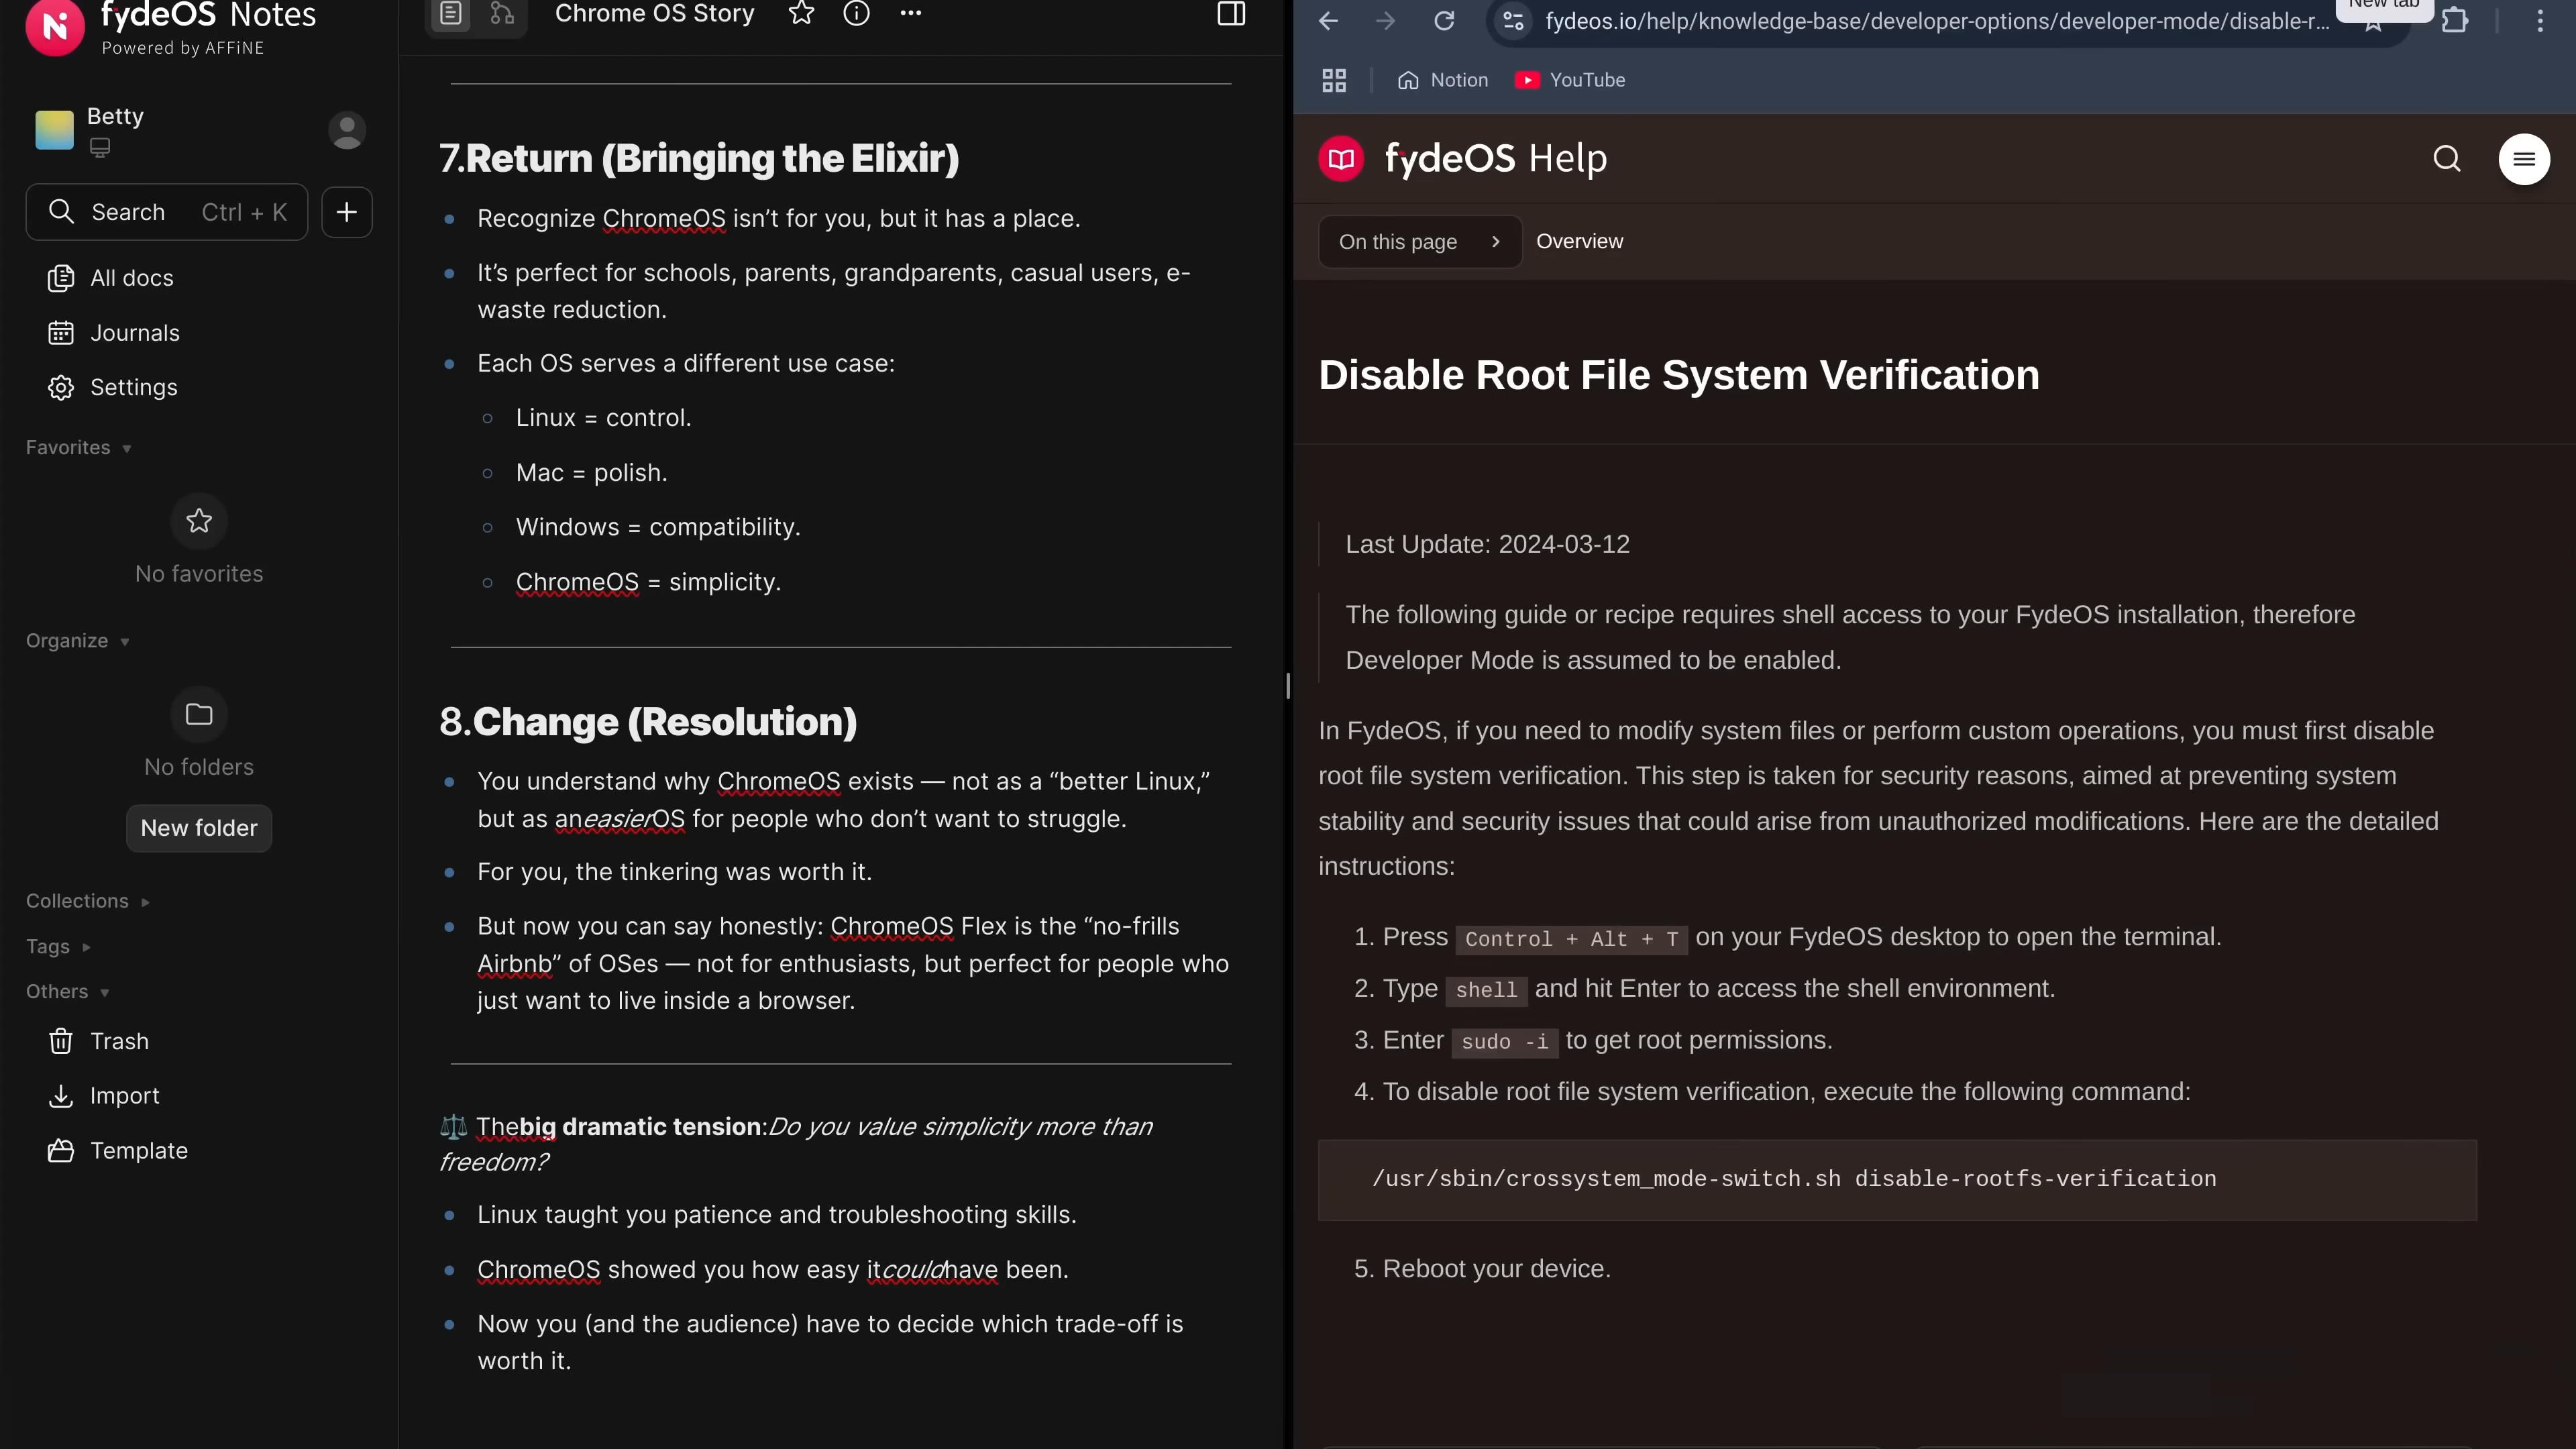 fydeOS Notes
Powered by AFFiNE
Betty
Search Ctrl + K
All docs
Journals
Settings
Favorites
No favorites
Organize
No folders
New folder
Collections
Tags
Others
Trash
Import
Template
Chrome OS Story
7.Return (Bringing the Elixir)
Recognize ChromeOS isn’t for you, but it has a place.
It’s perfect for schools, parents, grandparents, casual users, e-
waste reduction.
Each OS serves a different use case:
Linux = control.
Mac = polish.
Windows = compatibility.
ChromeOS = simplicity.
8.Change (Resolution)
You understand why ChromeOS exists — not as a “better Linux,”
but as aneasierOS for people who don’t want to struggle.
For you, the tinkering was worth it.
But now you can say honestly: ChromeOS Flex is the “no-frills
Airbnb” of OSes — not for enthusiasts, but perfect for people who
just want to live inside a browser.
⚖️ Thebig dramatic tension:Do you value simplicity more than
freedom?
Linux taught you patience and troubleshooting skills.
ChromeOS showed you how easy itcouldhave been.
Now you (and the audience) have to decide which trade-off is
worth it.
New tab
fydeos.io/help/knowledge-base/developer-options/developer-mode/disable-r...
Notion YouTube
fydeOS Help
On this page Overview
Disable Root File System Verification
Last Update: 2024-03-12
The following guide or recipe requires shell access to your FydeOS installation, therefore
Developer Mode is assumed to be enabled.
In FydeOS, if you need to modify system files or perform custom operations, you must first disable
root file system verification. This step is taken for security reasons, aimed at preventing system
stability and security issues that could arise from unauthorized modifications. Here are the detailed
instructions:
1. Press Control + Alt + T on your FydeOS desktop to open the terminal.
2. Type shell and hit Enter to access the shell environment.
3. Enter sudo -i to get root permissions.
4. To disable root file system verification, execute the following command:
/usr/sbin/crossystem_mode-switch.sh disable-rootfs-verification
5. Reboot your device.